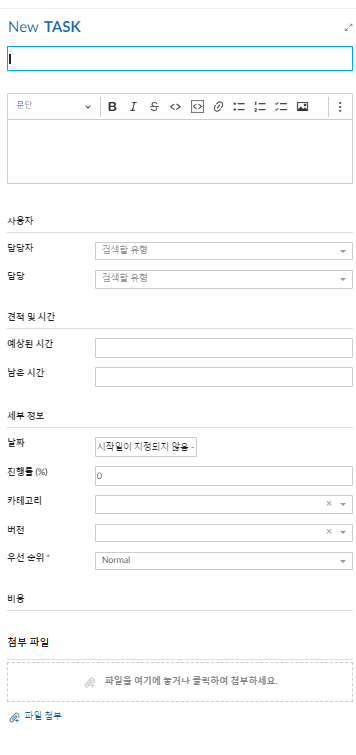 New TASK
문단
사용자
담당자 검색할 유형
담당 검색할 유형
견적 및 시간
예상된 시간
남은 시간
세부 정보
날짜 시작일이 지정되지 않음 -
진행률 (%) 0
카테고리
버전
우선 순위 * Normal
비용
첨부 파일
파일을 여기에 놓거나 클릭하여 첨부하세요.
파일 첨부